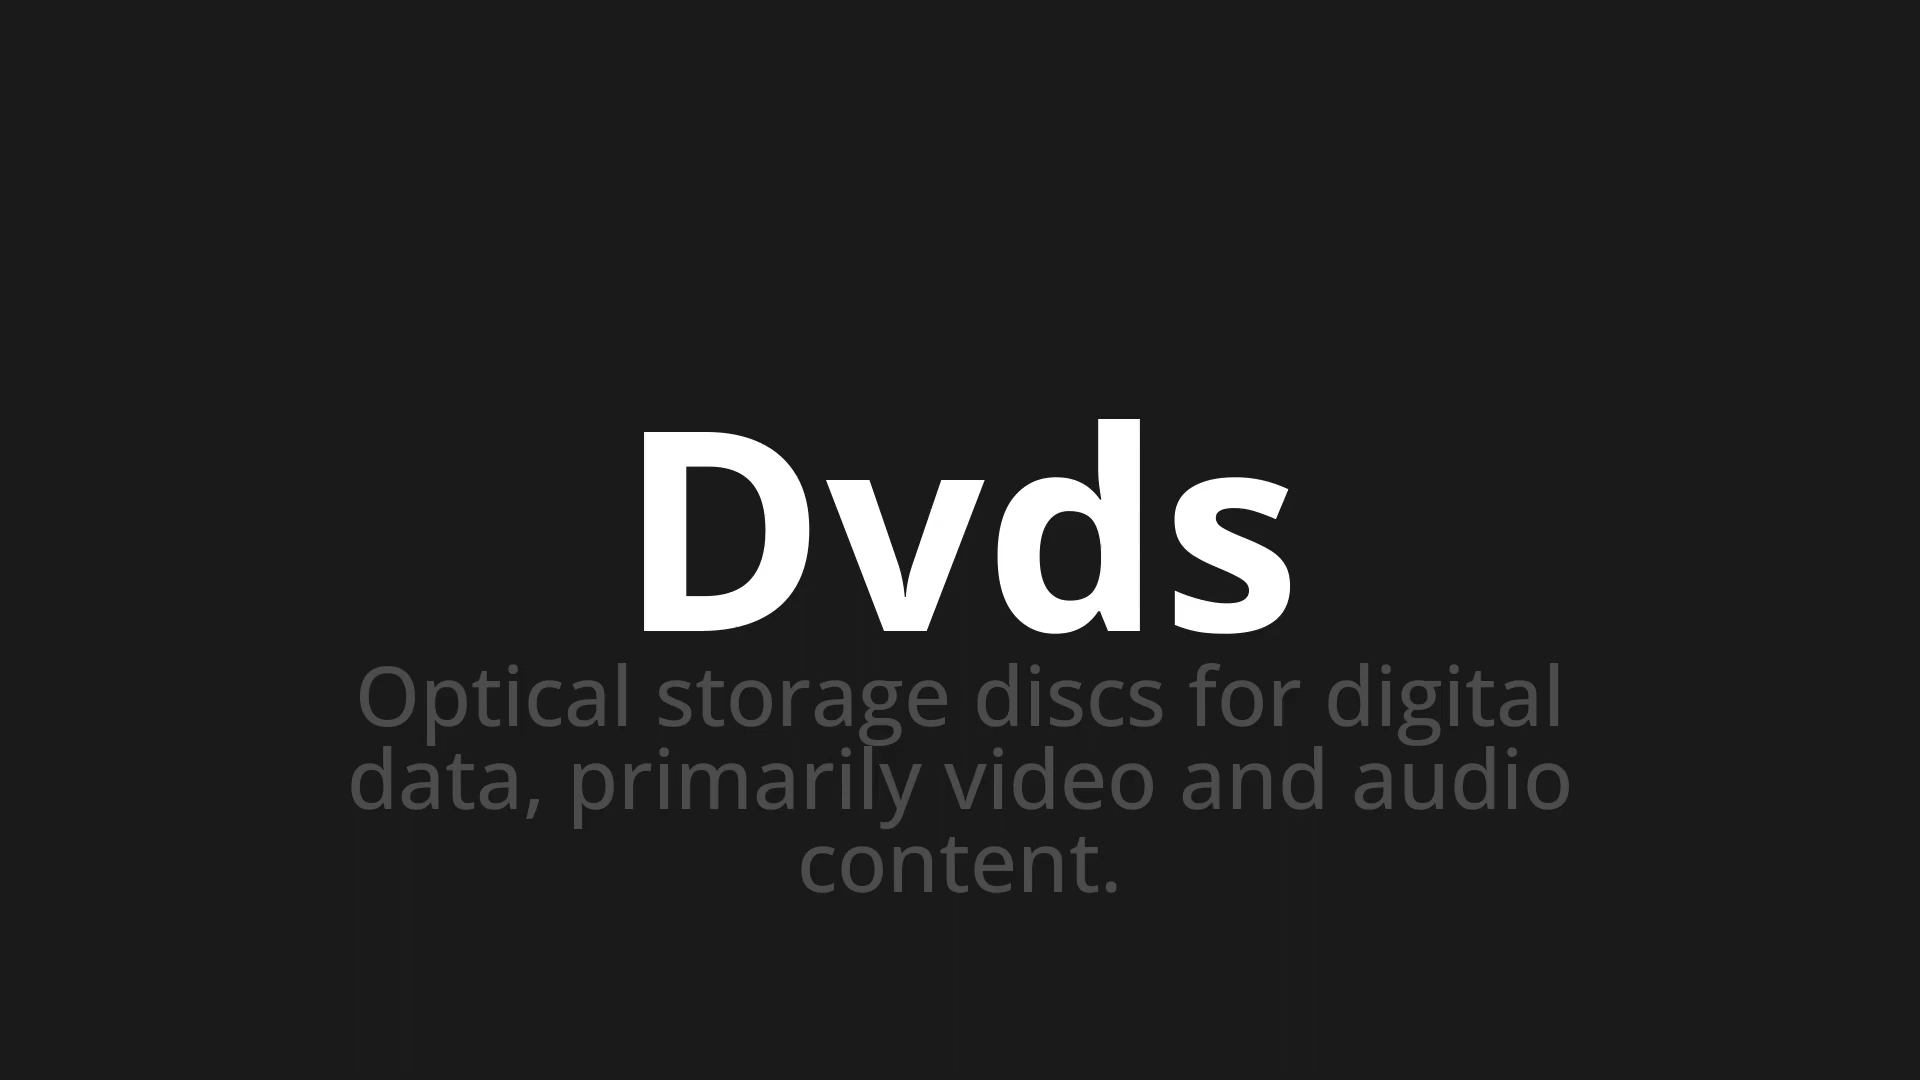 Dvds
Optical storage discs for digital
data, primarily video and audio
content.